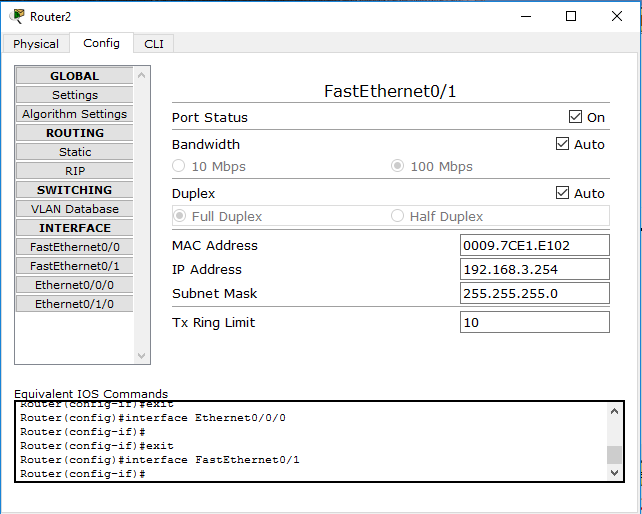 Router2
Physical
Config
CLI
GLOBAL
Settings
Algorithm Settings
ROUTING
Static
RIP
SWITCHING
VLAN Database
INTERFACE
FastEthernet0/0
FastEthernet0/1
Ethernet0/0/0
Ethernet0/1/0
FastEthernet0/1
Port Status On
Bandwidth Auto
10 Mbps 100 Mbps
Duplex Auto
Full Duplex Half Duplex
MAC Address 0009.7CE1.E102
IP Address 192.168.3.254
Subnet Mask 255.255.255.0
Tx Ring Limit 10
Equivalent IOS Commands
Router(config-if)#exit
Router(config)#interface Ethernet0/0/0
Router(config-if)#
Router(config-if)#exit
Router(config)#interface FastEthernet0/1
Router(config-if)#